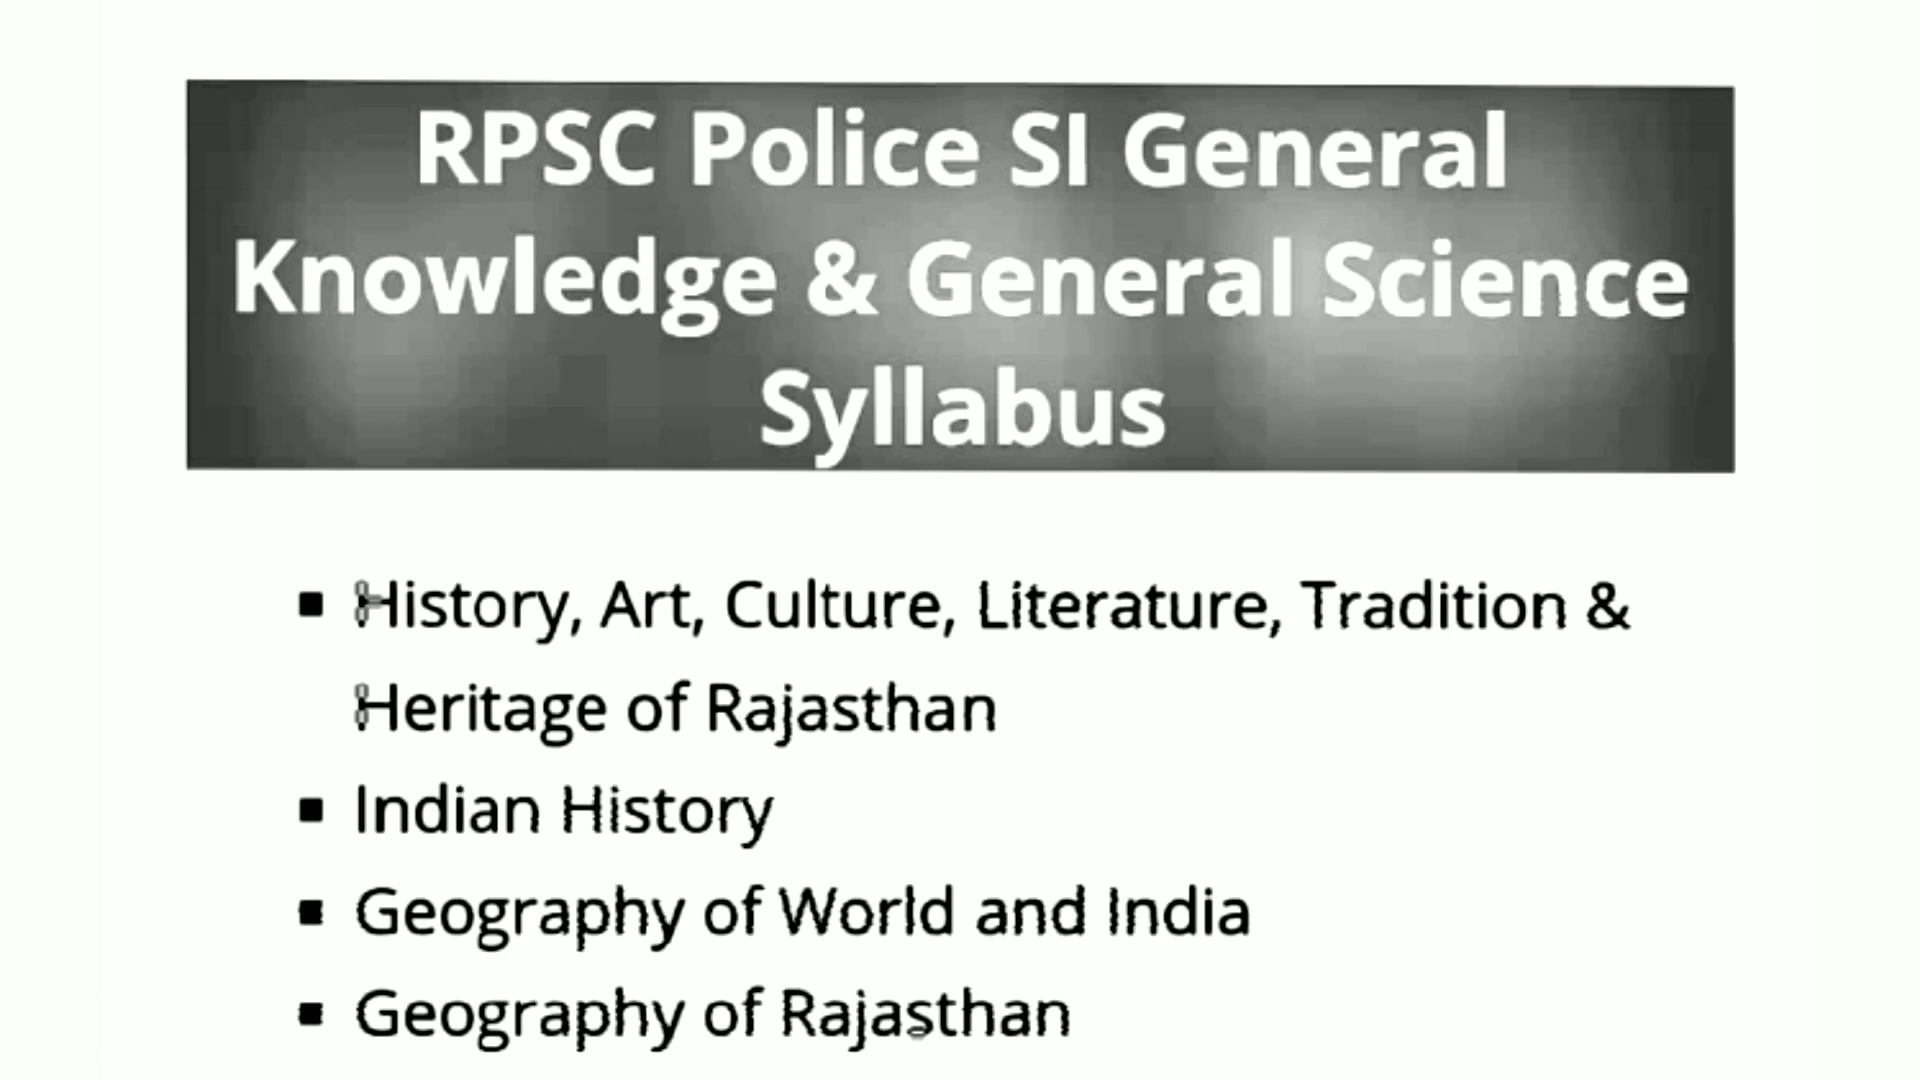 RPSC Police SI General
Knowledge & General Science
Syllabus
▪ History, Art, Culture, Literature, Tradition &
Heritage of Rajasthan
▪ Indian History
▪ Geography of World and India
▪ Geography of Rajasthan